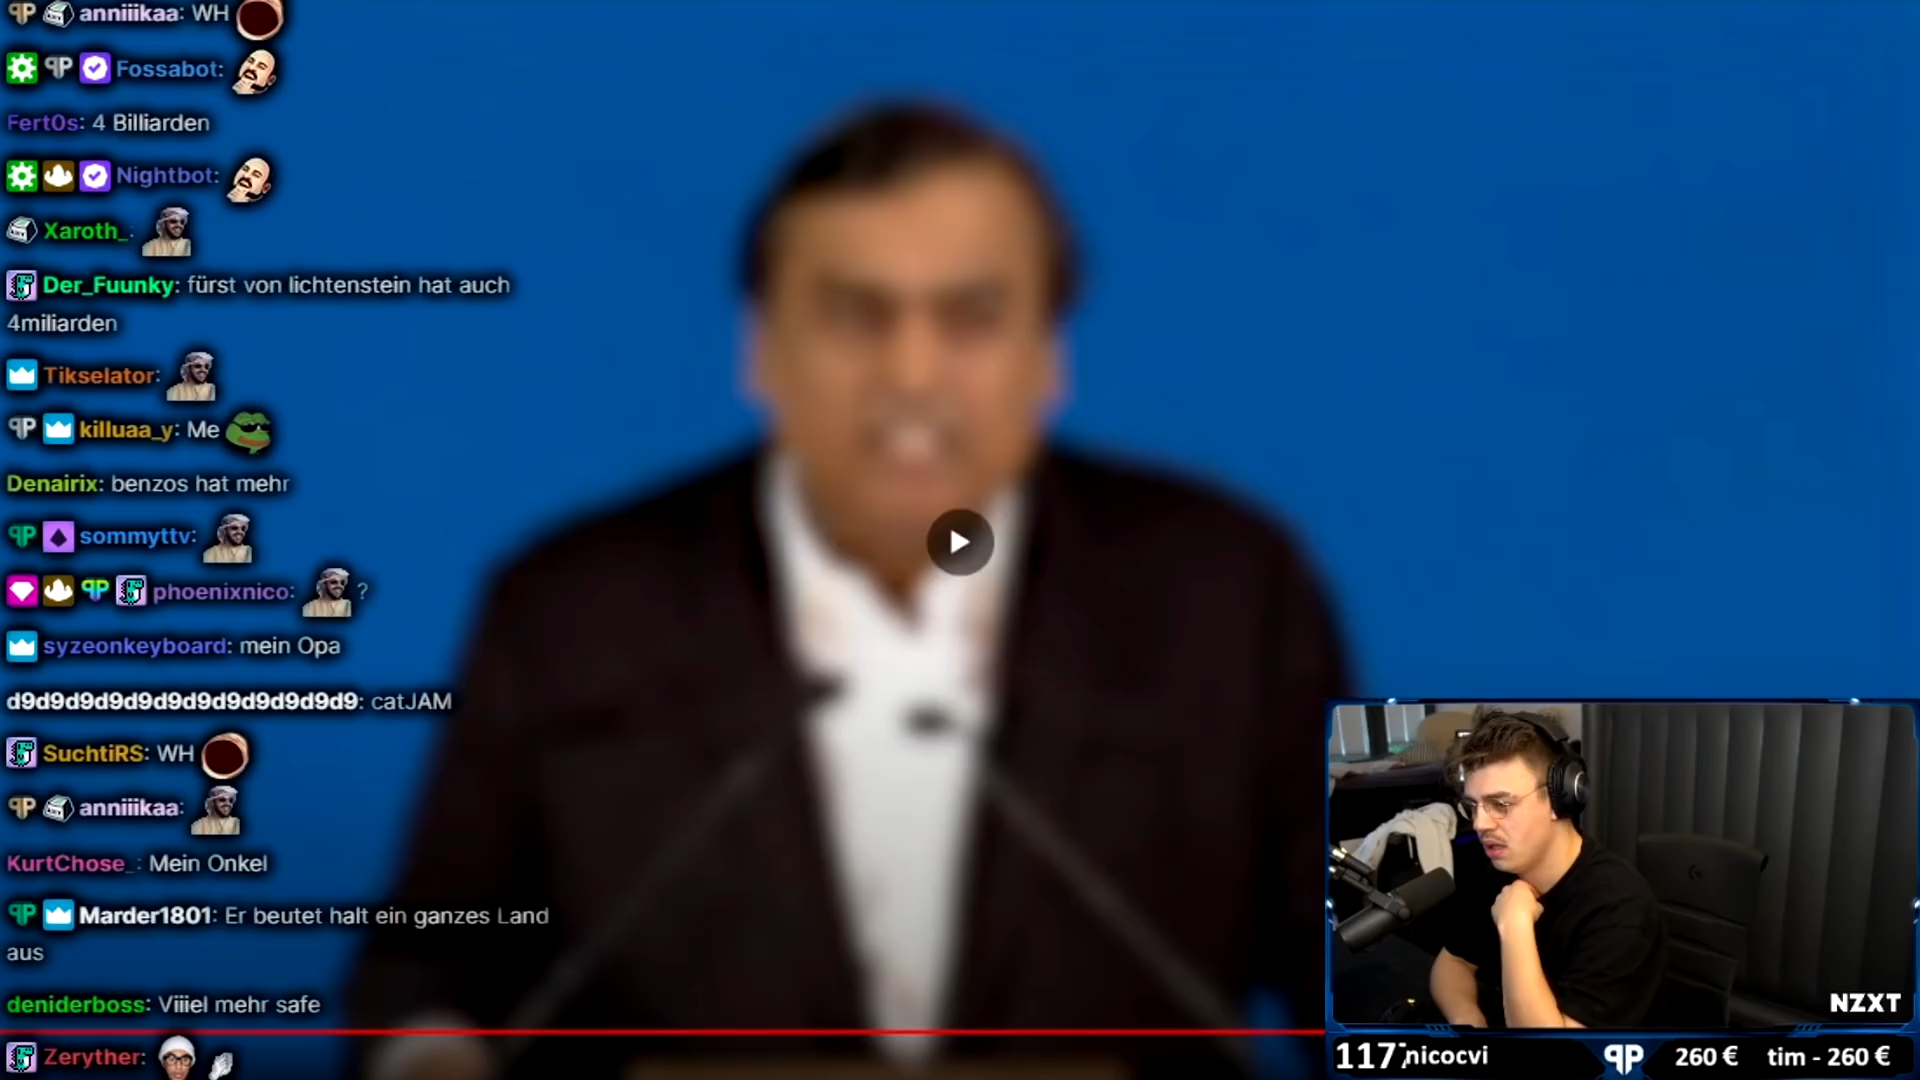 anniiikaa: WH
Fossabot:
Fert0s: 4 Billiarden
Nightbot:
Xaroth_:
Der_Fuunky: fürst von lichtenstein hat auch
4miliarden
Tikselator:
killuaa_y: Me
Denairix: benzos hat mehr
sommyttv:
phoenixnico: ?
syzeonkeyboard: mein Opa
d9d9d9d9d9d9d9d9d9d9d9d9: catJAM
SuchtiRS: WH
anniiikaa:
KurtChose_: Mein Onkel
Marder1801: Er beutet halt ein ganzes Land
aus
deniderboss: Viiiel mehr safe
Zeryther:
NZXT
117 nicocvi 260 € tim - 260 €